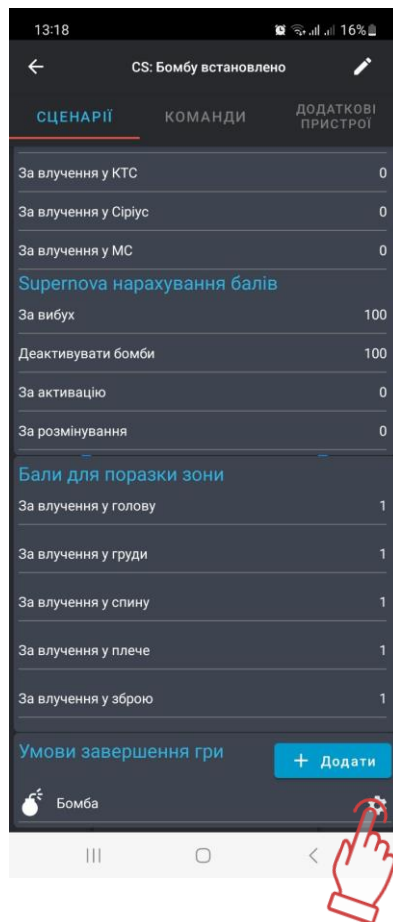 13:18 16%
CS: Бомбу встановлено
СЦЕНАРІЇ КОМАНДИ ДОДАТКОВІ ПРИСТРОЇ
За влучення у КТС 0
За влучення у Сіріус 0
За влучення у МС 0
Supernova нарахування балів
За вибух 100
Деактивувати бомби 100
За активацію 0
За розмінування 0
Бали для поразки зони
За влучення у голову 1
За влучення у груди 1
За влучення у спину 1
За влучення у плече 1
За влучення у зброю 1
Умови завершення гри + Додати
Бомба